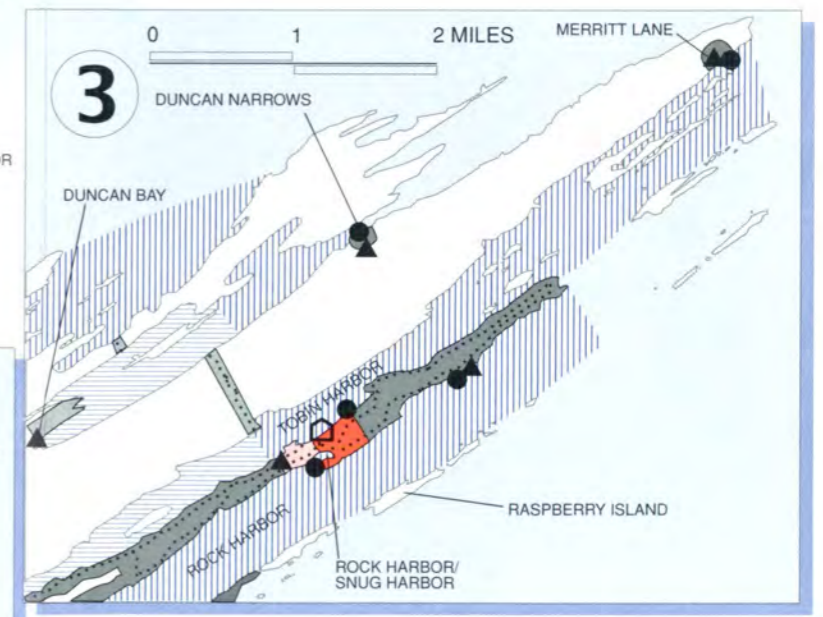 0
1
2 MILES
MERRITT LANE
3
DUNCAN NARROWS
OR
DUNCAN BAY
TOBIN HARBOR
RASPBERRY ISLAND
ROCK HARBOR
ROCK HARBOR/
SNUG HARBOR